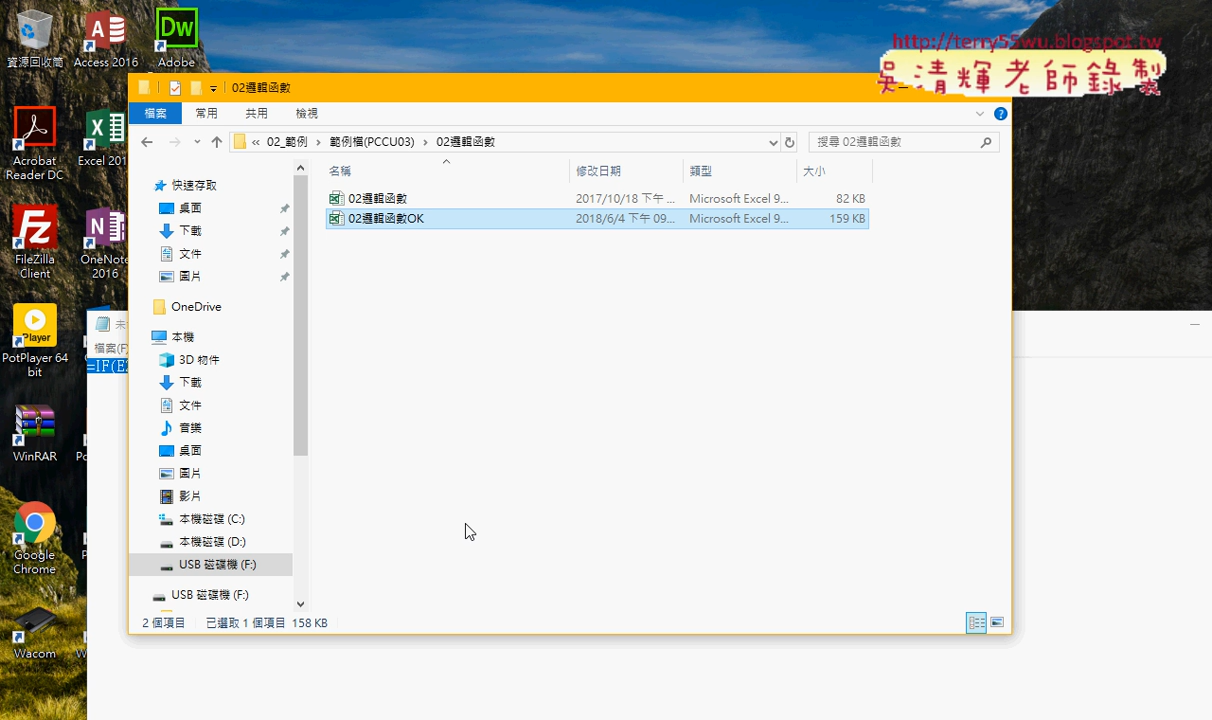 http://terry55wu.blogspot.tw
吳清輝老師錄製
資源回收筒
Access 2016
Adobe
Acrobat Reader DC
Excel 201
FileZilla Client
OneNote 2016
Player
PotPlayer 64 bit
WinRAR
Google Chrome
Wacom
02邏輯函數
檔案
常用
共用
檢視
« 02_範例 › 範例檔(PCCU03) › 02邏輯函數
搜尋 02邏輯函數
名稱 修改日期 類型 大小
02邏輯函數 2017/10/18 下午 ... Microsoft Excel 9... 82 KB
02邏輯函數OK 2018/6/4 下午 09... Microsoft Excel 9... 159 KB
快速存取
桌面
下載
文件
圖片
OneDrive
本機
3D 物件
下載
文件
音樂
桌面
圖片
影片
本機磁碟 (C:)
本機磁碟 (D:)
USB 磁碟機 (F:)
USB 磁碟機 (F:)
2 個項目 已選取 1 個項目 158 KB
檔案(F)
=IF(E2